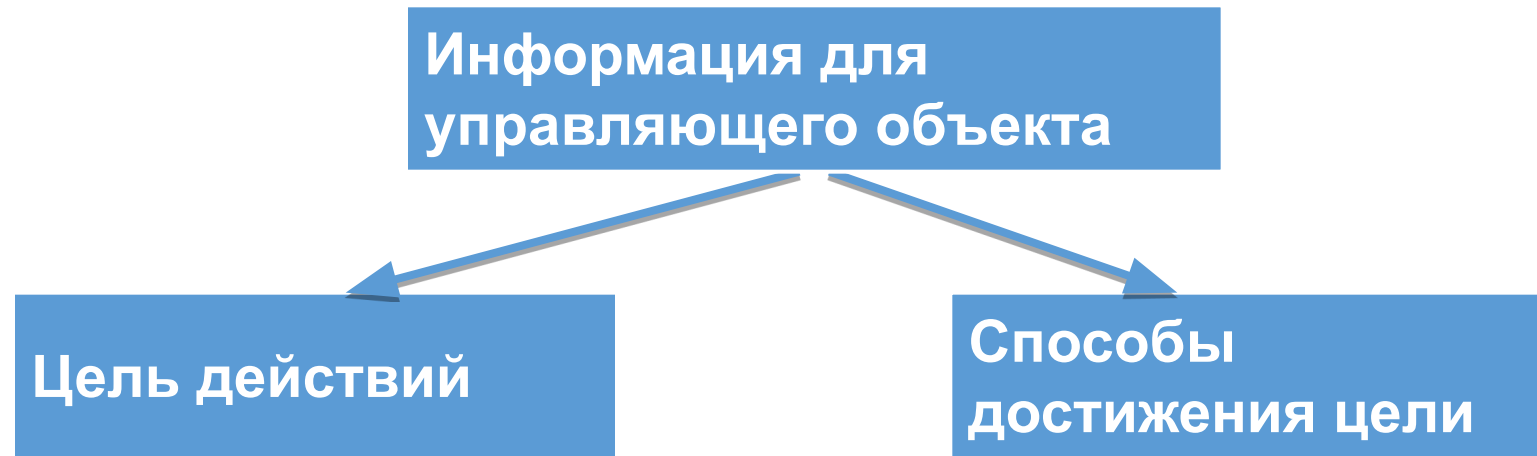 Информация для
управляющего объекта
Цель действий
Способы
достижения цели